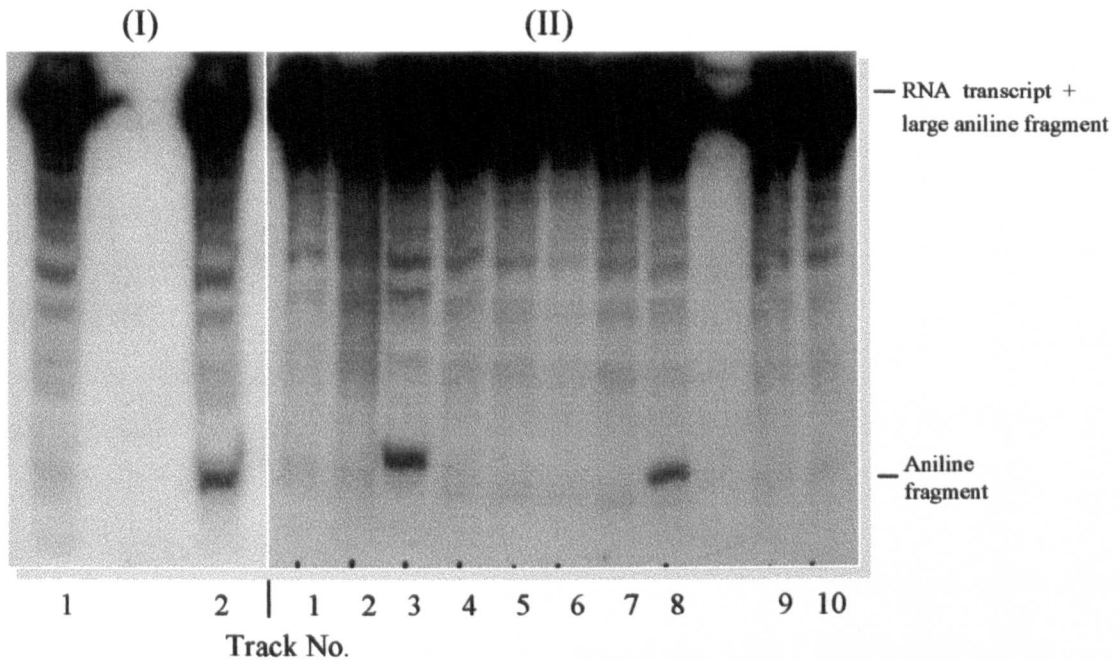 (I) (II)
RNA transcript +
large aniline fragment
Aniline
fragment
1 2 1 2 3 4 5 6 7 8 9 10
Track No.